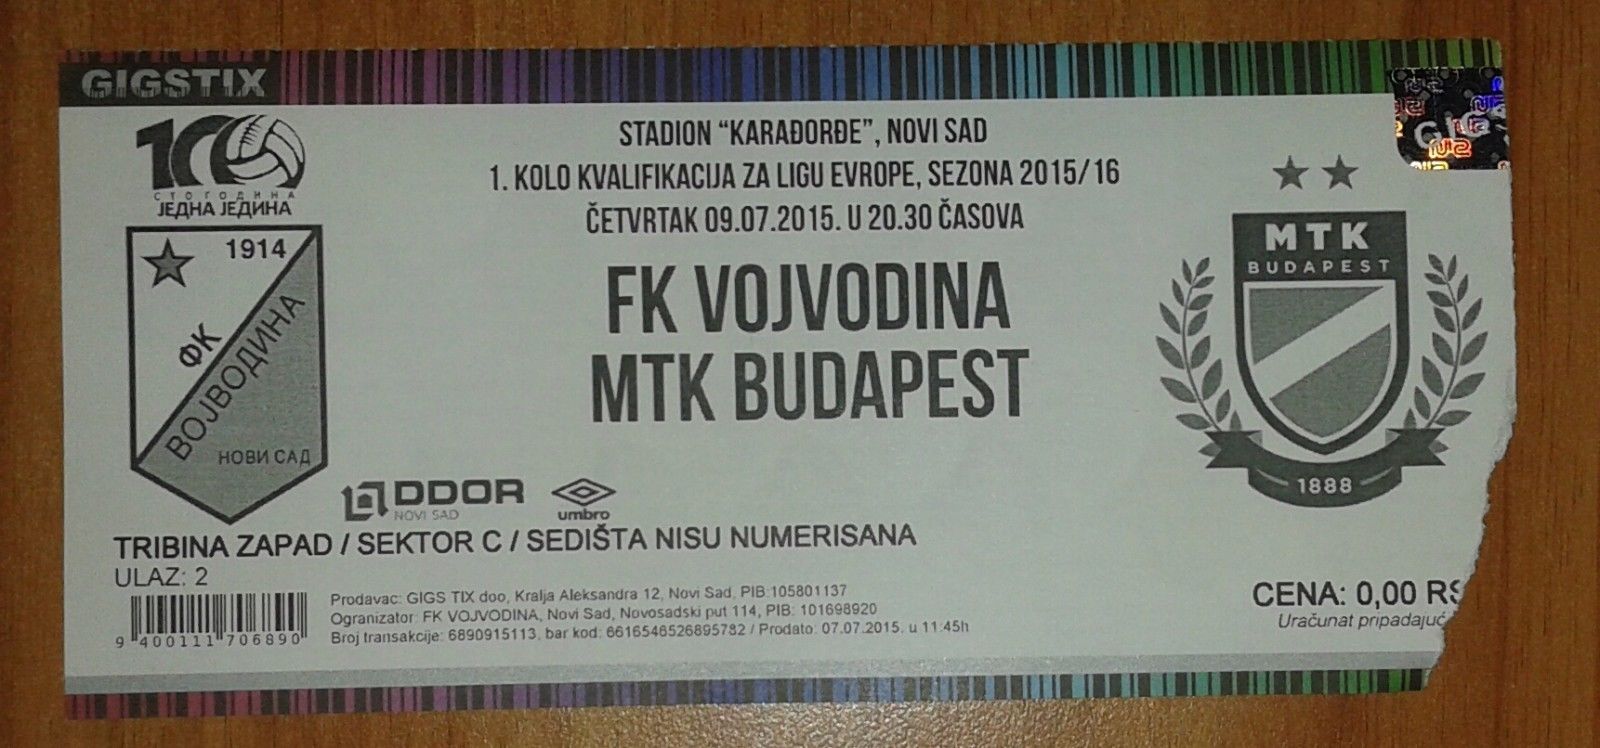 GIGSTIX
100
СТО ГОДИНА
ЈЕДНА ЈЕДИНА
1914
ФК
ВОЈВОДИНА
НОВИ САД
STADION “KARAĐORĐE”, NOVI SAD
1. KOLO KVALIFIKACIJA ZA LIGU EVROPE, SEZONA 2015/16
ČETVRTAK 09.07.2015. U 20.30 ČASOVA
FK VOJVODINA
MTK BUDAPEST
MTK
BUDAPEST
1888
DDOR
NOVI SAD
umbro
TRIBINA ZAPAD / SEKTOR C / SEDIŠTA NISU NUMERISANA
ULAZ: 2
9 400111 706890
Prodavac: GIGS TIX doo, Kralja Aleksandra 12, Novi Sad, PIB:105801137
Ogranizator: FK VOJVODINA, Novi Sad, Novosadski put 114, PIB: 101698920
Broj transakcije: 6890915113, bar kod: 6616546526895782 / Prodato: 07.07.2015. u 11:45h
CENA: 0,00 RS
Uračunat pripadajuć